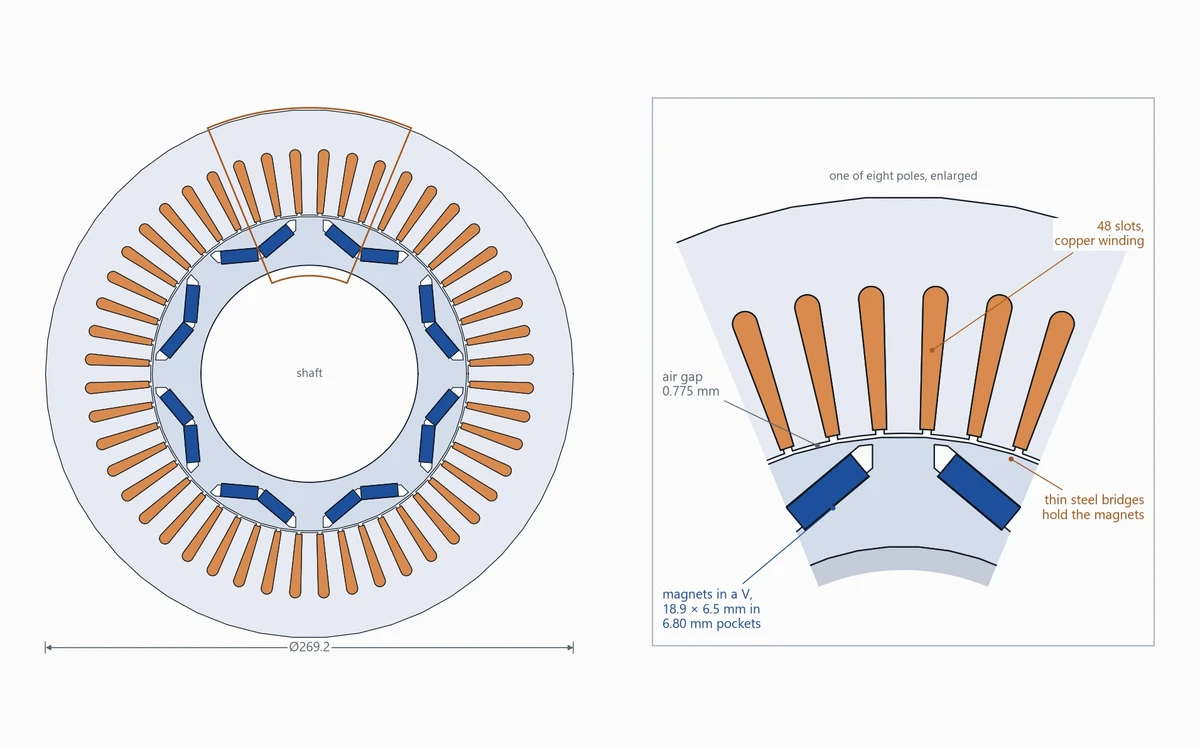 one of eight poles, enlarged
48 slots,
copper winding
air gap
0.775 mm
shaft
thin steel bridges
hold the magnets
magnets in a V,
18.9 × 6.5 mm in
6.80 mm pockets
Ø269.2